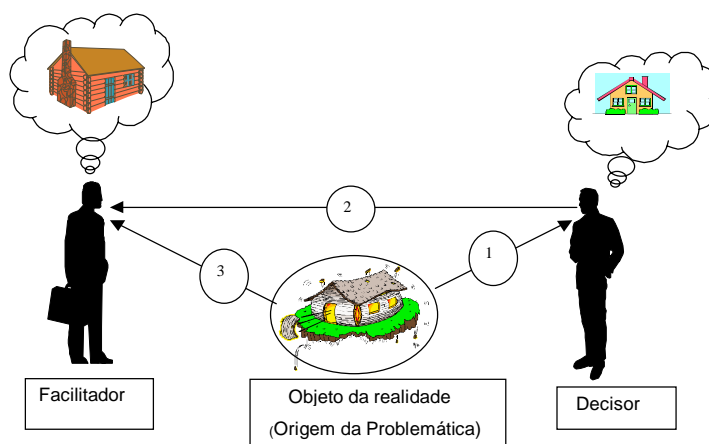 2
3
1
Facilitador
Objeto da realidade
(Origem da Problemática)
Decisor